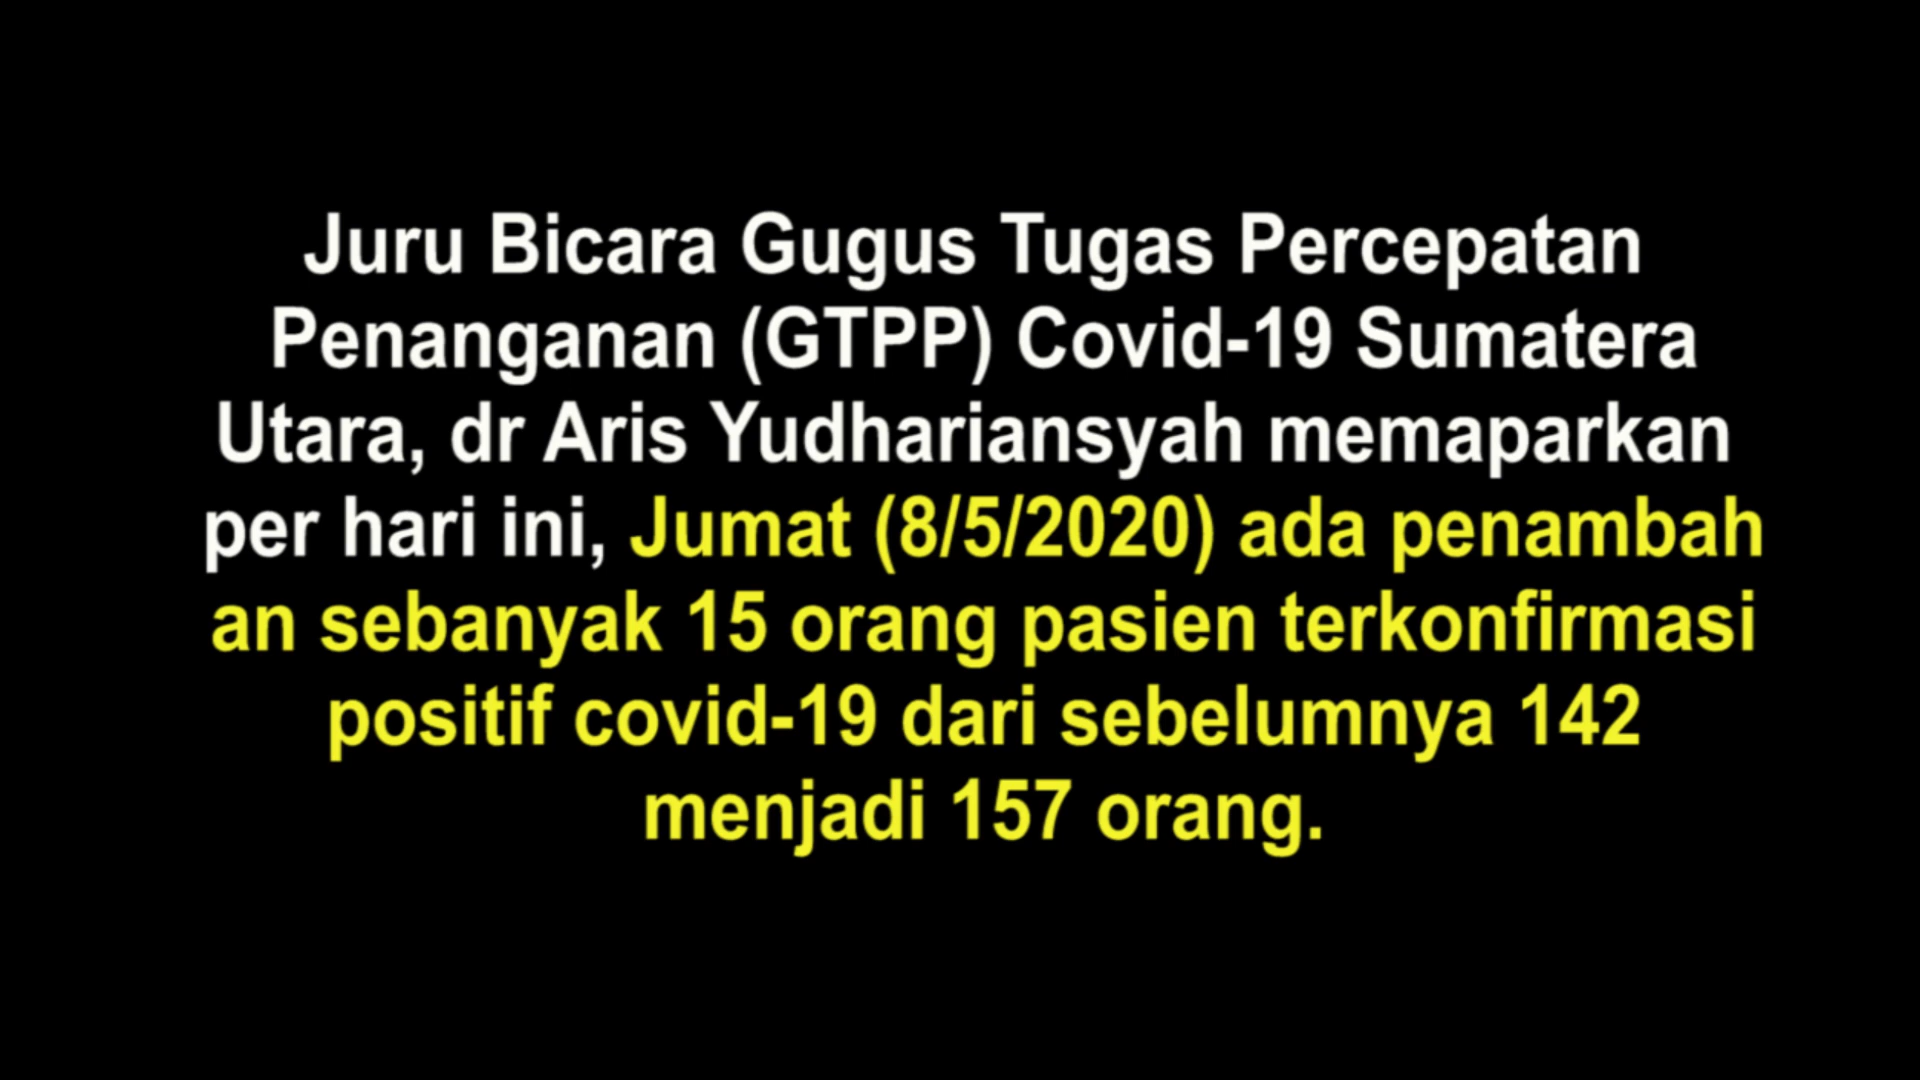 Juru Bicara Gugus Tugas Percepatan
Penanganan (GTPP) Covid-19 Sumatera
Utara, dr Aris Yudhariansyah memaparkan
per hari ini, Jumat (8/5/2020) ada penambah
an sebanyak 15 orang pasien terkonfirmasi
positif covid-19 dari sebelumnya 142
menjadi 157 orang.